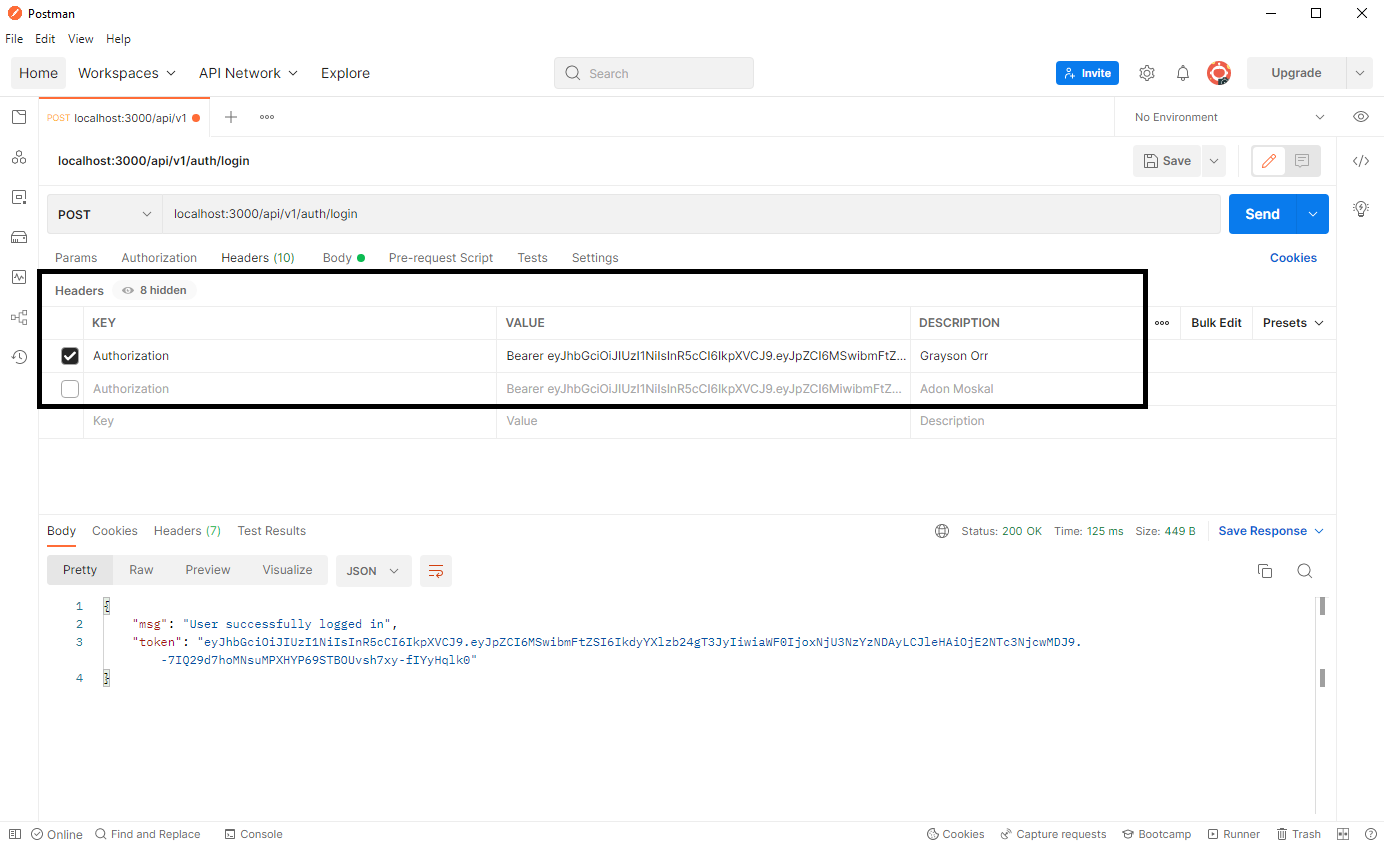 Postman
File Edit View Help
Home Workspaces API Network Explore Search Invite Upgrade
POST localhost:3000/api/v1 No Environment
localhost:3000/api/v1/auth/login Save
POST localhost:3000/api/v1/auth/login Send
Params Authorization Headers (10) Body Pre-request Script Tests Settings Cookies
Headers 8 hidden
KEY VALUE DESCRIPTION Bulk Edit Presets
Authorization Bearer eyJhbGciOiJIUzI1NiIsInR5cCI6IkpXVCJ9.eyJpZCI6MSwibmFtZ... Grayson Orr
Authorization Bearer eyJhbGciOiJIUzI1NiIsInR5cCI6IkpXVCJ9.eyJpZCI6MiwibmFtZ... Adon Moskal
Key Value Description
Body Cookies Headers (7) Test Results Status: 200 OK Time: 125 ms Size: 449 B Save Response
Pretty Raw Preview Visualize JSON
1 {
2 "msg": "User successfully logged in",
3 "token": "eyJhbGciOiJIUzI1NiIsInR5cCI6IkpXVCJ9.eyJpZCI6MSwibmFtZSI6IkdyYXlzb24gT3JyIiwiaWF0IjoxNjU3NzYzNDAyLCJleHAiOjE2NTc3NjcwMDJ9.
-7IQ29d7hoMNsuMPXHYP69STBOUvsh7xy-fIYyHqlk0"
4 }
Online Find and Replace Console Cookies Capture requests Bootcamp Runner Trash